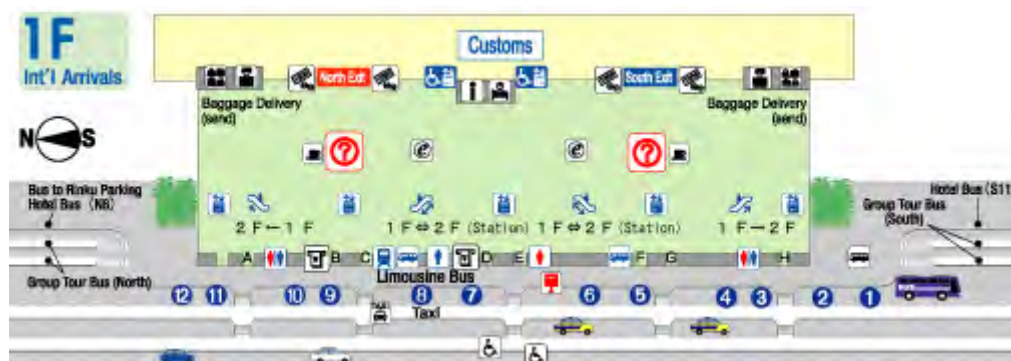 1F
Int'l Arrivals
Customs
North Exit
South Exit
Baggage Delivery
(send)
Baggage Delivery
(send)
N S
Bus to Rinku Parking
Hotel Bus (N8)
Hotel Bus (S11
Group Tour Bus
(South)
2 F ← 1 F
1 F ⇔ 2 F (Station)
1 F ⇔ 2 F (Station)
1 F → 2 F
A B C D E F G H
Group Tour Bus (North)
Limousine Bus
12 11 10 9 8 7 6 5 4 3 2 1
Taxi